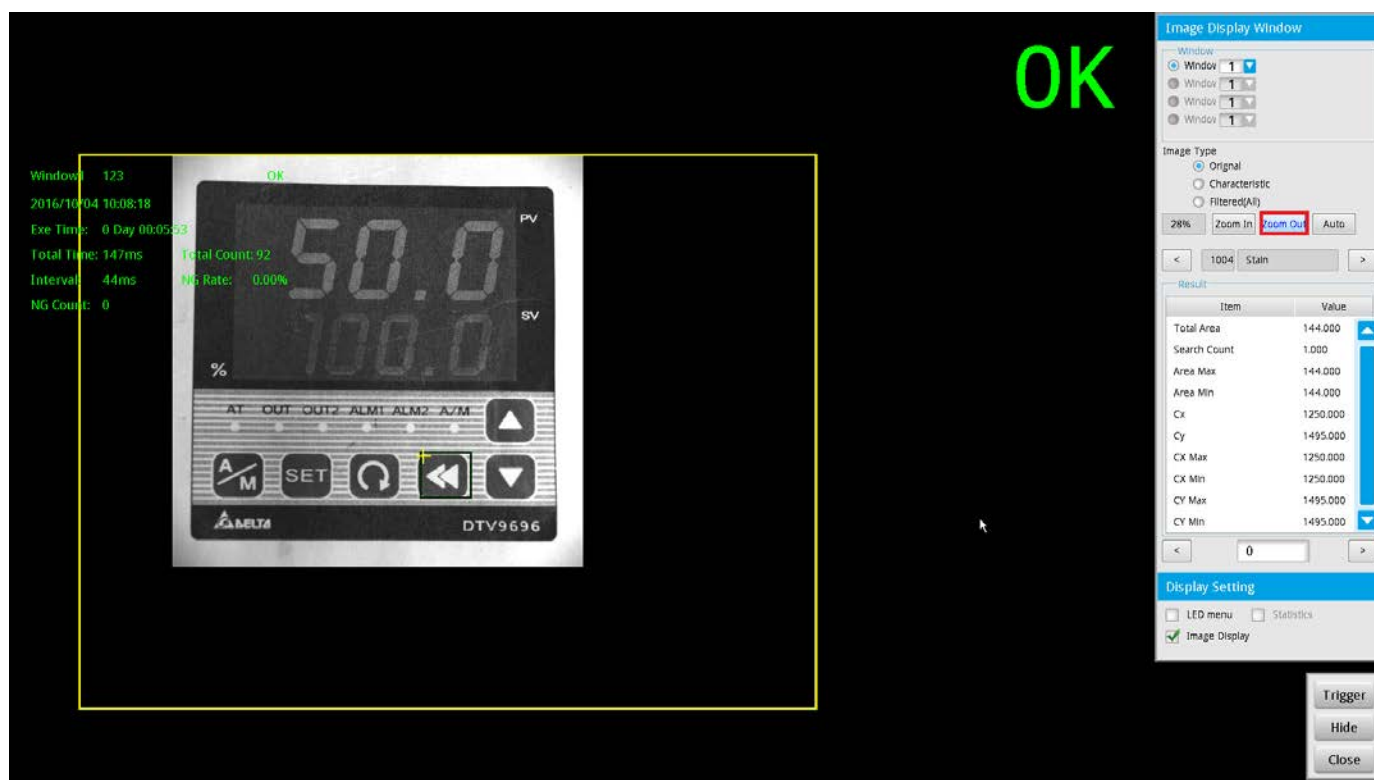 OK
Window1 123 OK
2016/10/04 10:08:18
Exe Time: 0 Day 00:05:53
Total Time: 147ms Total Count: 92
Interval 44ms NG Rate: 0.00%
NG Count: 0
PV
50.0
SV
100.0
%
AT OUT OUT2 ALM1 ALM2 A/M
A/M SET
DELTA DTV9696
Image Display Window
Window
Window 1
Window 1
Window 1
Window 1
Image Type
Orignal
Characteristic
Filtered(All)
28% Zoom In Zoom Out Auto
< 1004 Stain >
Result
Item Value
Total Area 144.000
Search Count 1.000
Area Max 144.000
Area Min 144.000
Cx 1250.000
Cy 1495.000
CX Max 1250.000
CX Min 1250.000
CY Max 1495.000
CY Min 1495.000
< 0 >
Display Setting
LED menu Statistics
Image Display
Trigger
Hide
Close